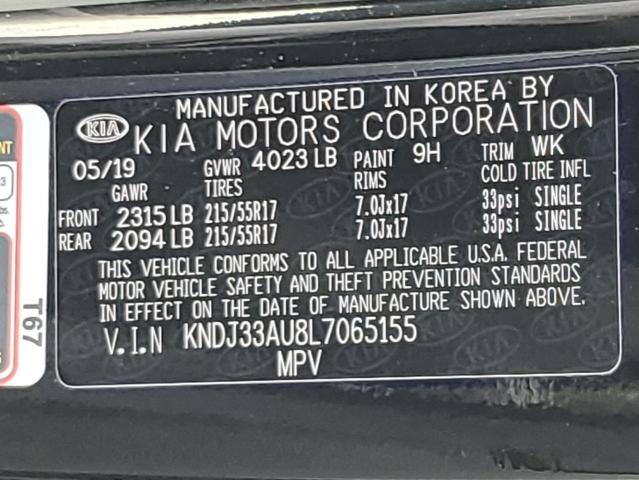 MANUFACTURED IN KOREA BY
KIA KIA MOTORS CORPORATION
05/19 GVWR 4023 LB PAINT 9H TRIM WK
GAWR TIRES RIMS COLD TIRE INFL
FRONT 2315 LB 215/55R17 7.0Jx17 33psi SINGLE
REAR 2094 LB 215/55R17 7.0Jx17 33psi SINGLE
THIS VEHICLE CONFORMS TO ALL APPLICABLE U.S.A. FEDERAL
MOTOR VEHICLE SAFETY AND THEFT PREVENTION STANDARDS
IN EFFECT ON THE DATE OF MANUFACTURE SHOWN ABOVE.
V.I.N KNDJ33AU8L7065155
MPV
T67